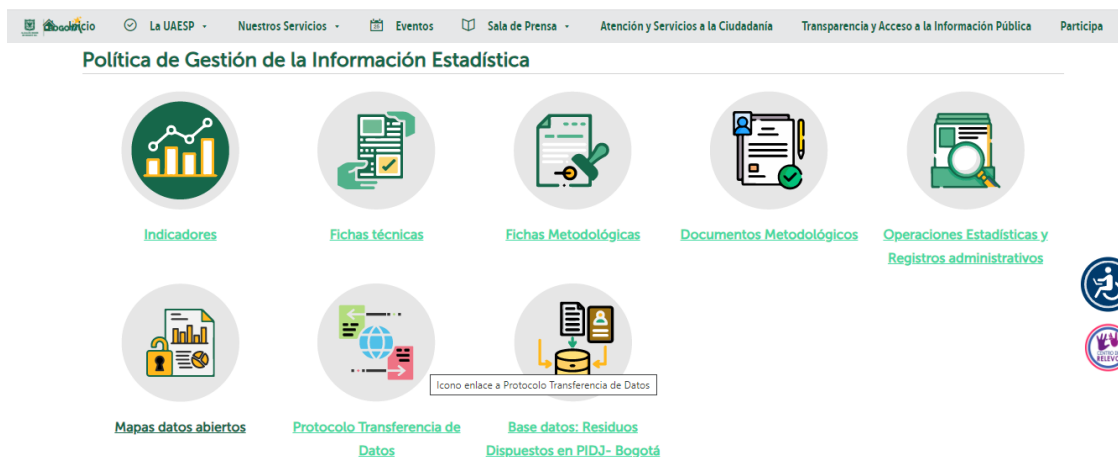 Inicio La UAESP Nuestros Servicios Eventos Sala de Prensa Atención y Servicios a la Ciudadanía Transparencia y Acceso a la Información Pública Participa
Política de Gestión de la Información Estadística
Indicadores Fichas técnicas Fichas Metodológicas Documentos Metodológicos Operaciones Estadísticas y
Registros administrativos
CENTRO DE
RELEVO
Icono enlace a Protocolo Transferencia de Datos
Mapas datos abiertos Protocolo Transferencia de Base datos: Residuos
Datos Dispuestos en PIDJ- Bogotá